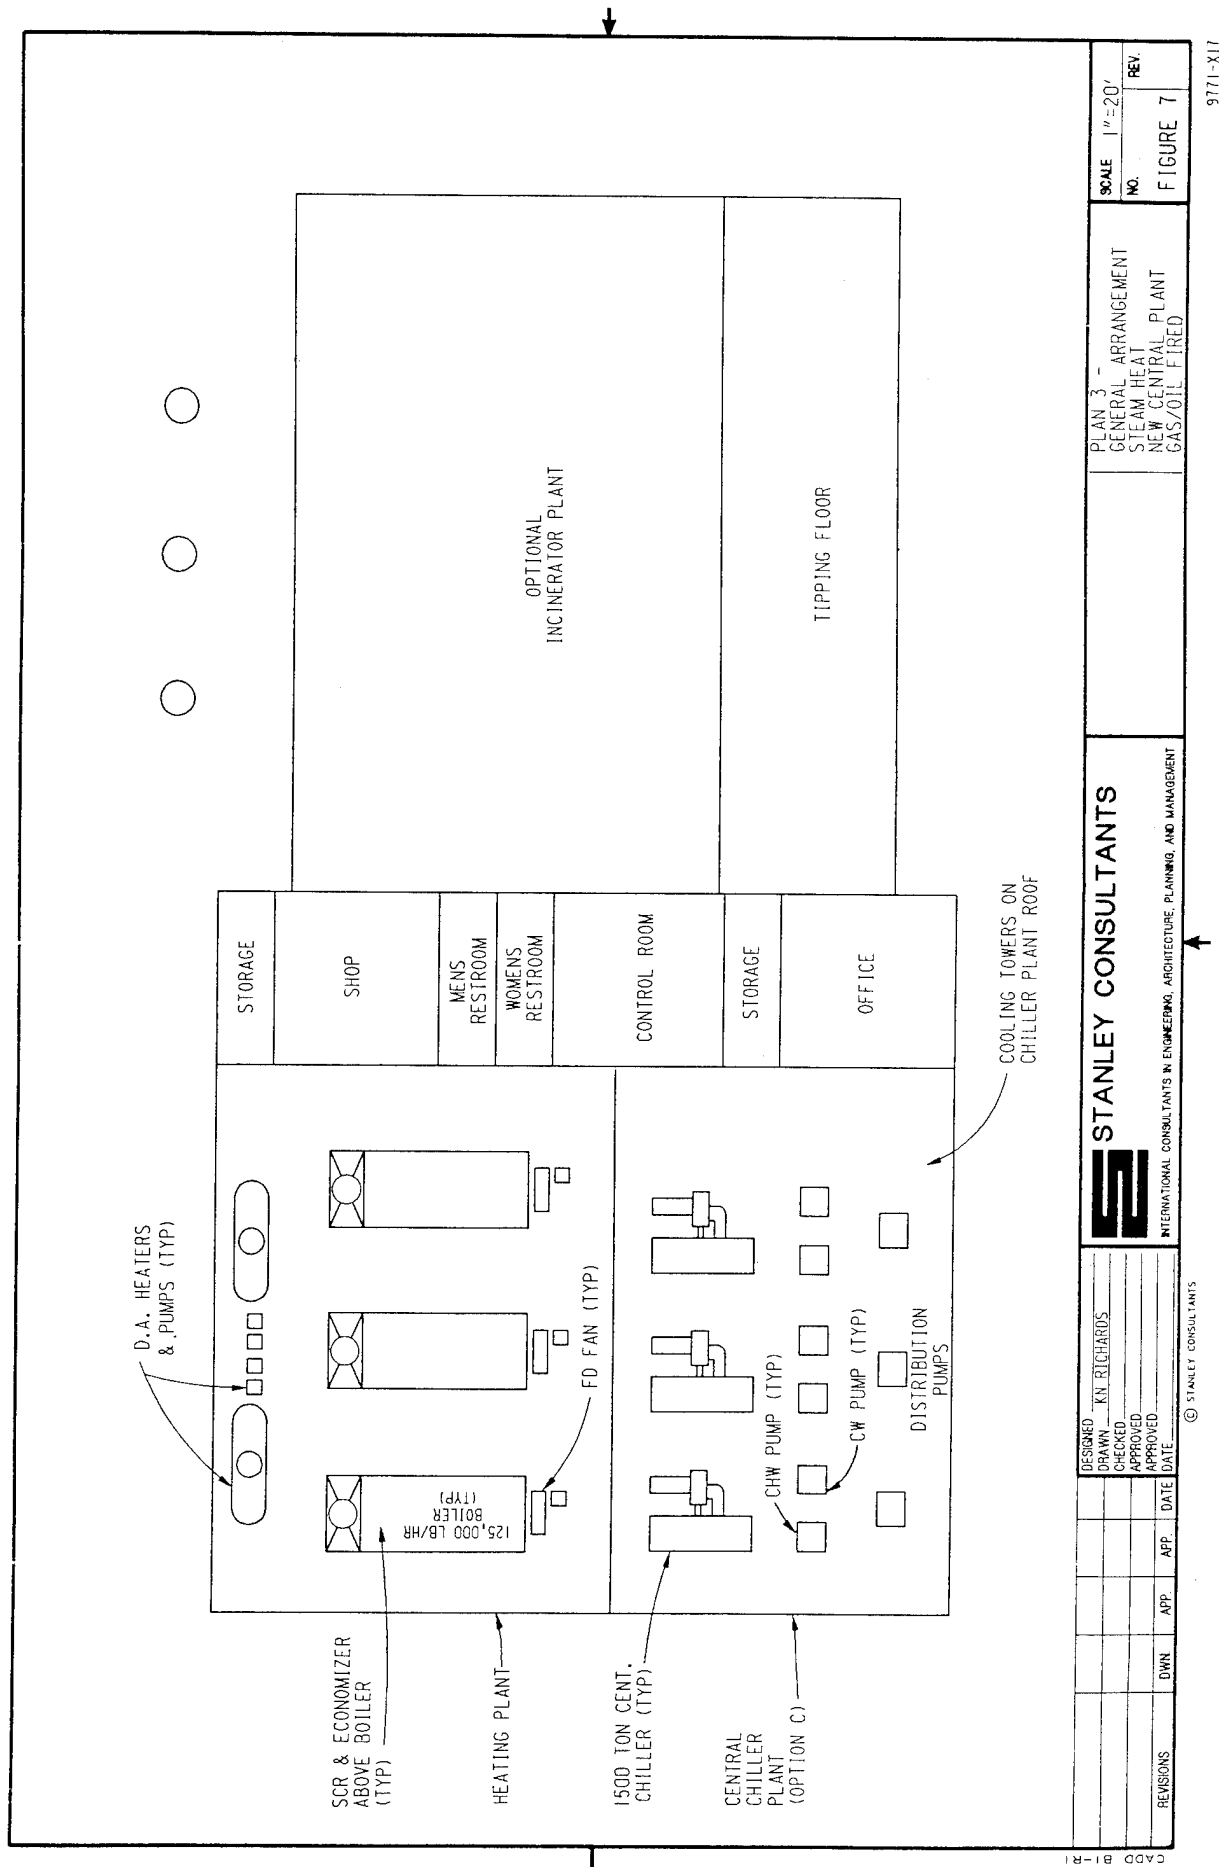 D.A. HEATERS
& PUMPS (TYP)
SCR & ECONOMIZER
ABOVE BOILER
(TYP)
125,000 LB/HR
BOILER
(TYP)
HEATING PLANT
FD FAN (TYP)
1500 TON CENT.
CHILLER (TYP)
CENTRAL
CHILLER
PLANT
(OPTION C)
CHW PUMP (TYP)
CW PUMP (TYP)
DISTRIBUTION
PUMPS
COOLING TOWERS ON
CHILLER PLANT ROOF
STORAGE
SHOP
MENS
RESTROOM
WOMENS
RESTROOM
CONTROL ROOM
STORAGE
OFFICE
OPTIONAL
INCINERATOR PLANT
TIPPING FLOOR
REVISIONS
DWN.
APP.
APP.
DATE
DESIGNED
DRAWN KN RICHARDS
CHECKED
APPROVED
APPROVED
DATE
STANLEY CONSULTANTS
INTERNATIONAL CONSULTANTS IN ENGINEERING, ARCHITECTURE, PLANNING, AND MANAGEMENT
PLAN 3 -
GENERAL ARRANGEMENT
STEAM HEAT
NEW CENTRAL PLANT
GAS/OIL FIRED
SCALE 1"=20'
NO.
REV.
FIGURE 7
© STANLEY CONSULTANTS
CADD B1-R1
9771-X17